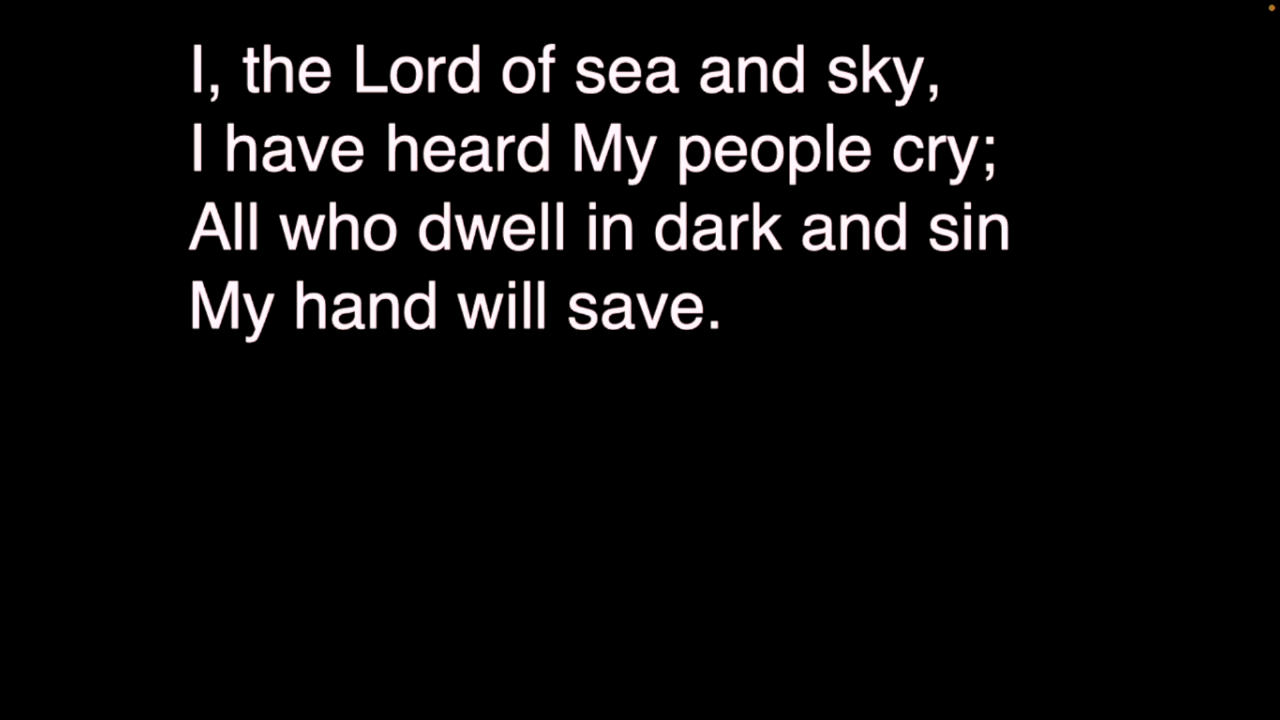 I, the Lord of sea and sky,
I have heard My people cry;
All who dwell in dark and sin
My hand will save.